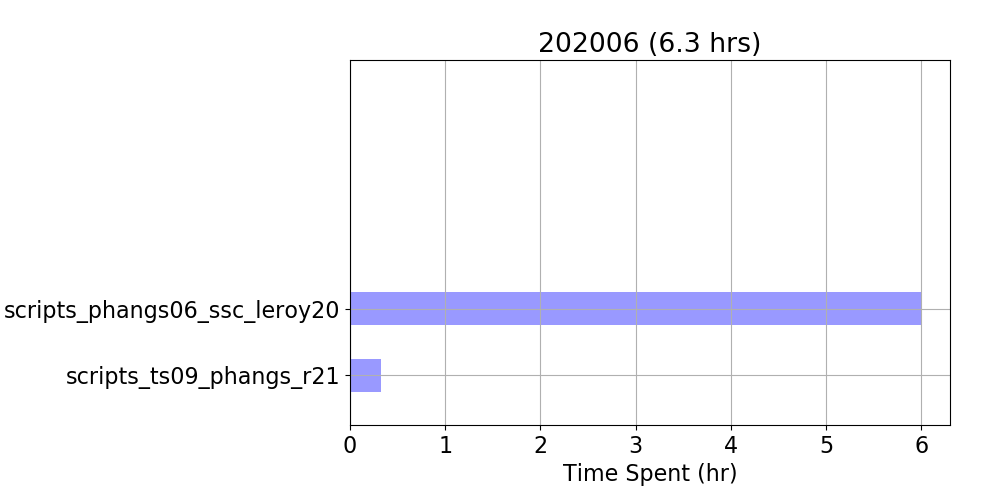 202006 (6.3 hrs)
scripts_phangs06_ssc_leroy20
scripts_ts09_phangs_r21
0 1 2 3 4 5 6
Time Spent (hr)